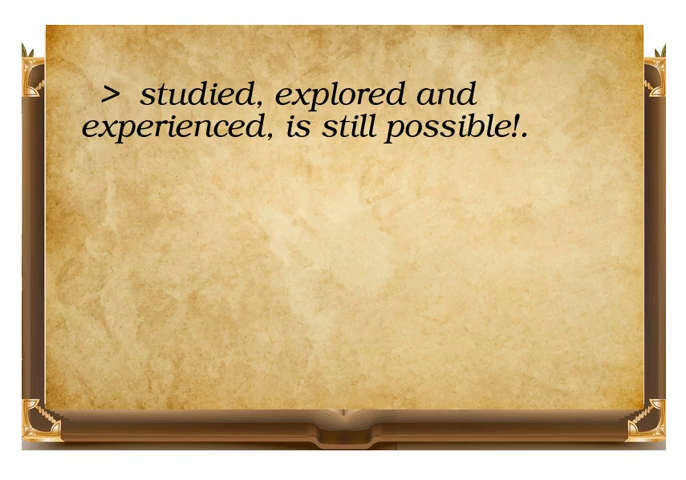 > studied, explored and
experienced, is still possible!.